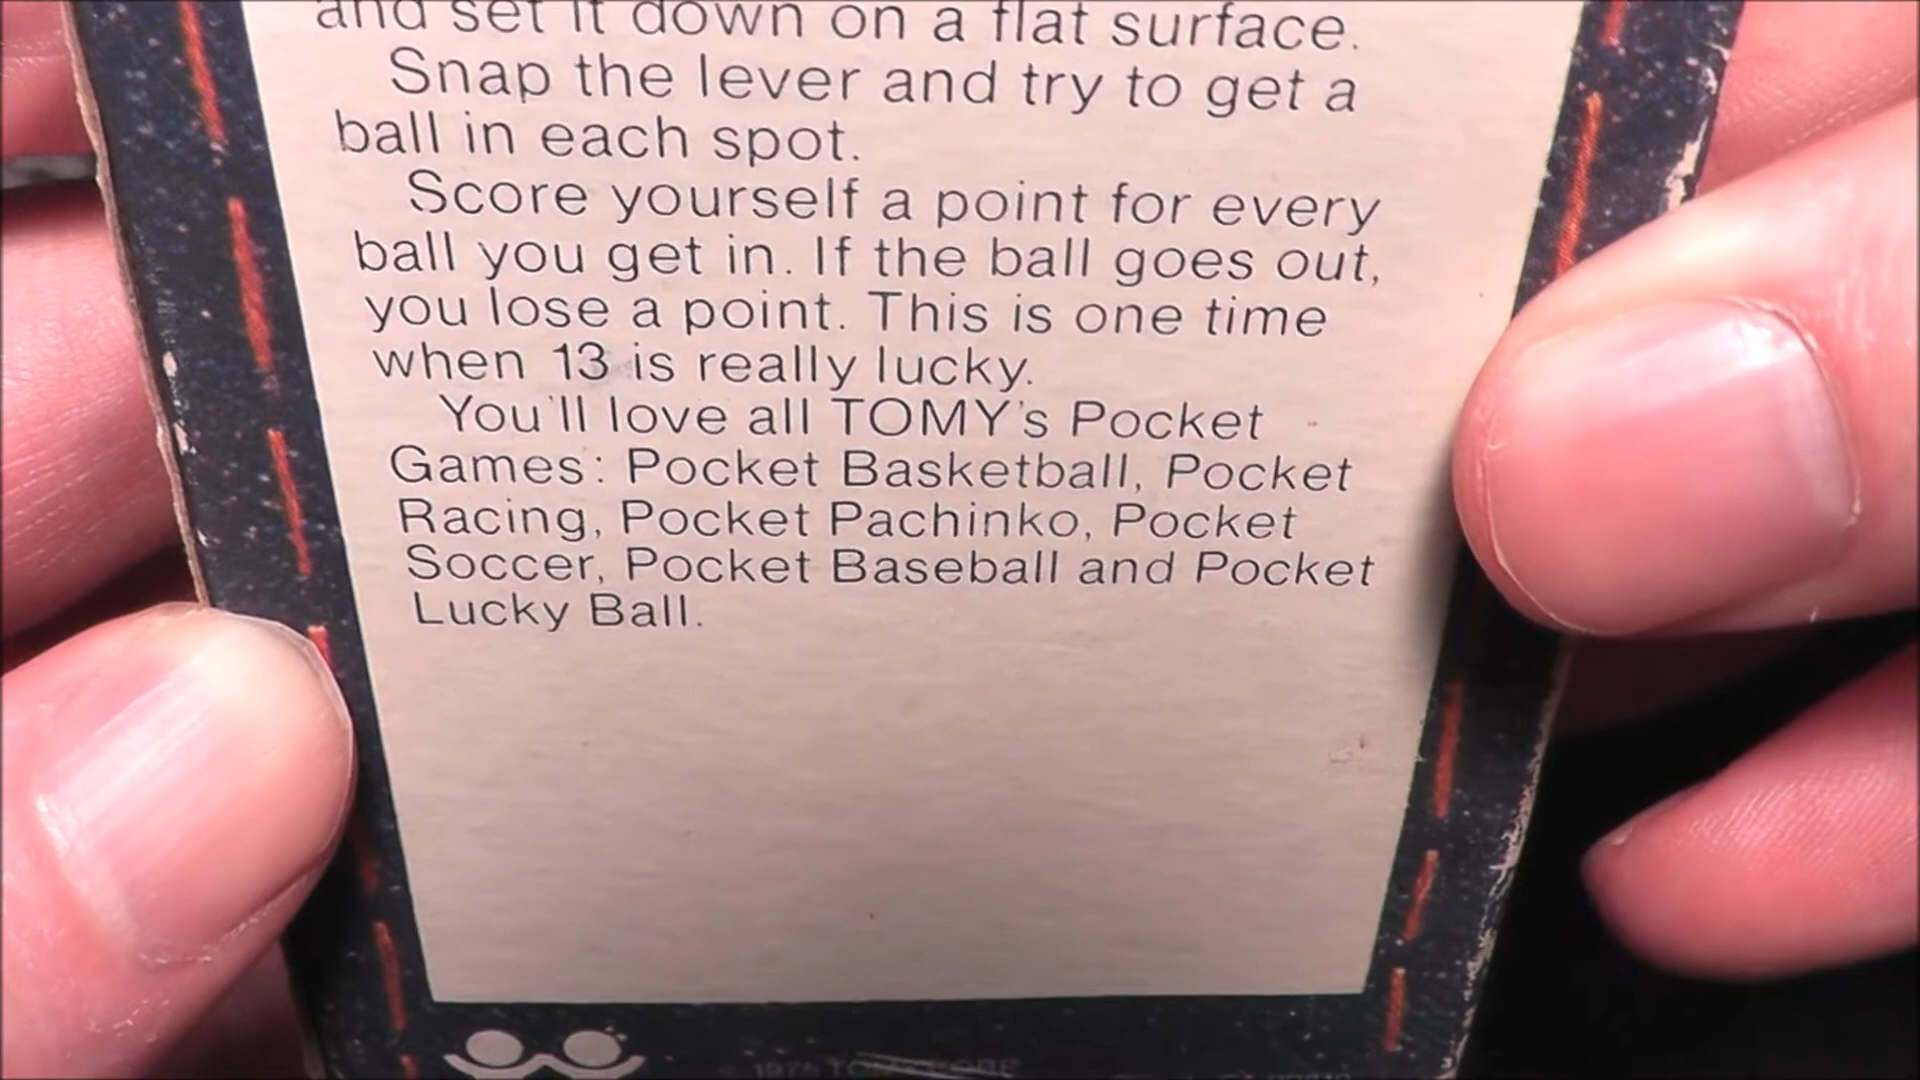 and set it down on a flat surface.
Snap the lever and try to get a
ball in each spot.
Score yourself a point for every
ball you get in. If the ball goes out,
you lose a point. This is one time
when 13 is really lucky.
You'll love all TOMY's Pocket
Games: Pocket Basketball, Pocket
Racing, Pocket Pachinko, Pocket
Soccer, Pocket Baseball and Pocket
Lucky Ball.
© 1975 TOMY CORP